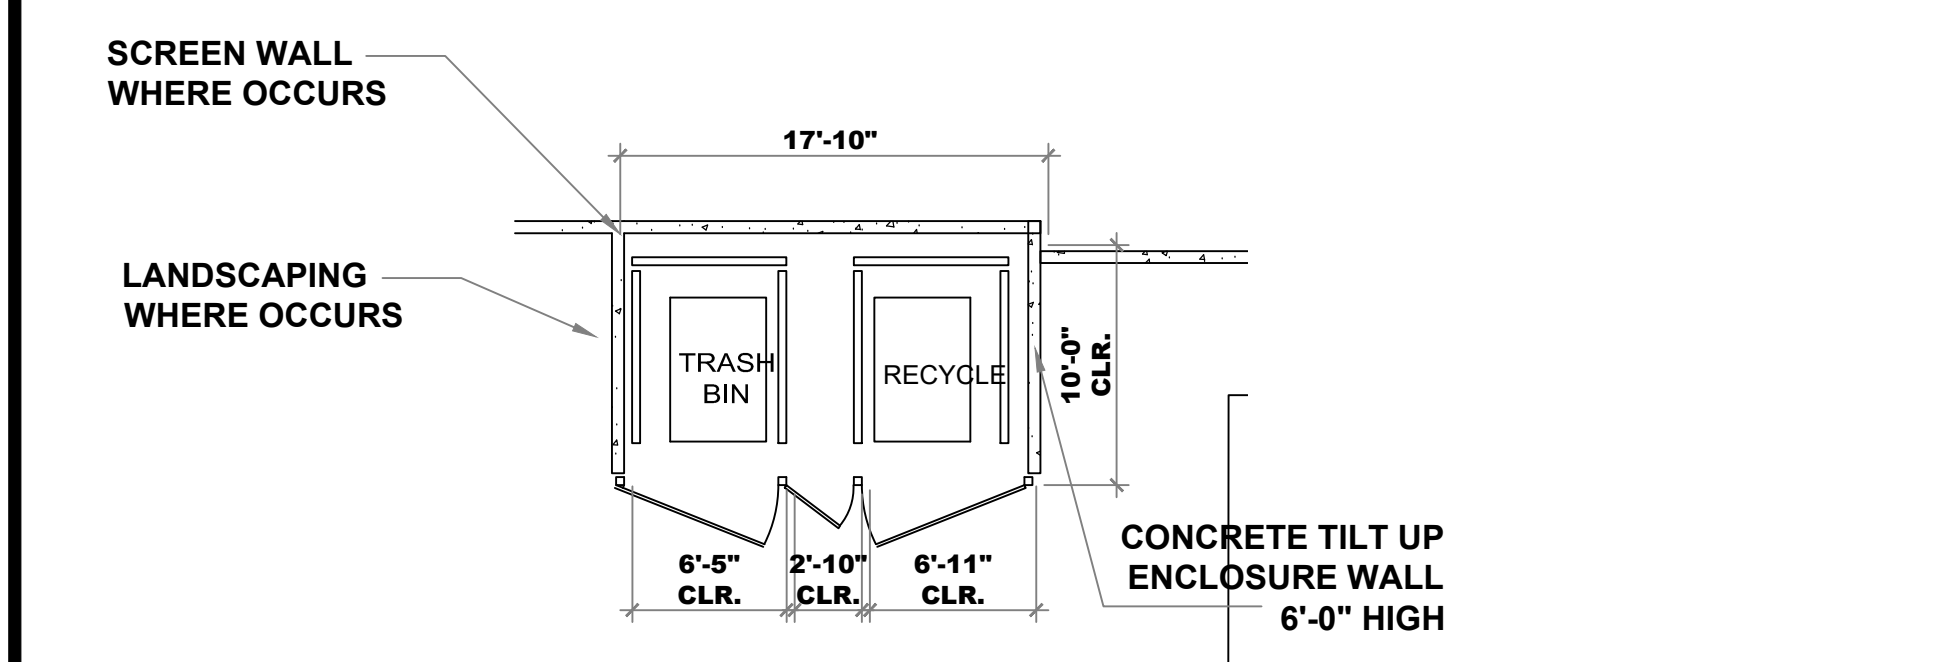 SCREEN WALL
WHERE OCCURS
17'-10"
LANDSCAPING
WHERE OCCURS
TRASH
BIN
RECYCLE
10'-0"
CLR.
6'-5"
CLR.
2'-10"
CLR.
6'-11"
CLR.
CONCRETE TILT UP
ENCLOSURE WALL
6'-0" HIGH